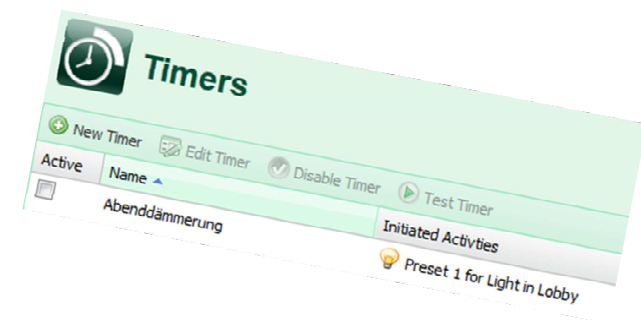 Timers
New Timer Edit Timer Disable Timer Test Timer
Active Name Initiated Activties
Abenddämmerung Preset 1 for Light in Lobby